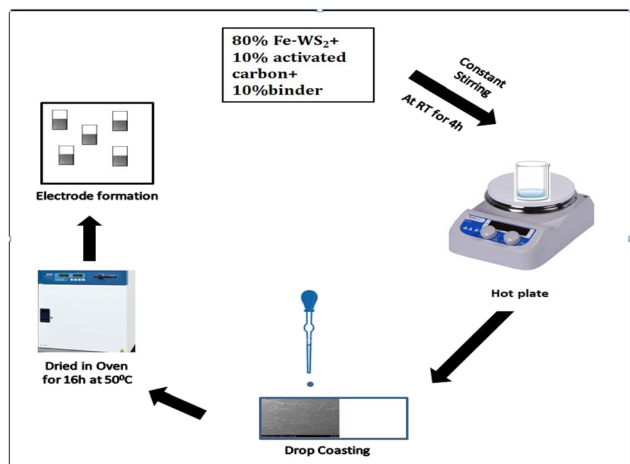 80% Fe-WS₂+
10% activated
carbon+
10%binder
Constant
Stirring
At RT for 4h
Hot plate
Drop Coasting
Dried in Oven
for 16h at 50⁰C
Electrode formation